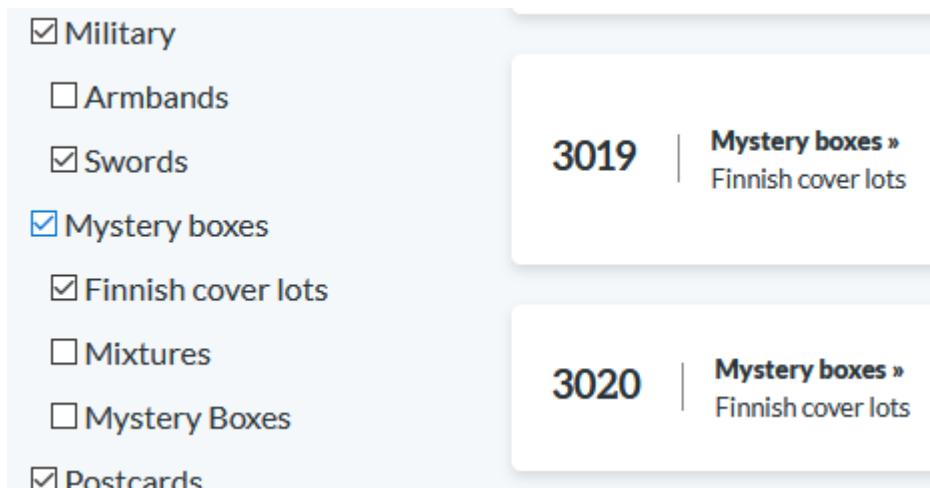 Military
Armbands
Swords
Mystery boxes
Finnish cover lots
Mixtures
Mystery Boxes
Postcards
3019
Mystery boxes »
Finnish cover lots
3020
Mystery boxes »
Finnish cover lots